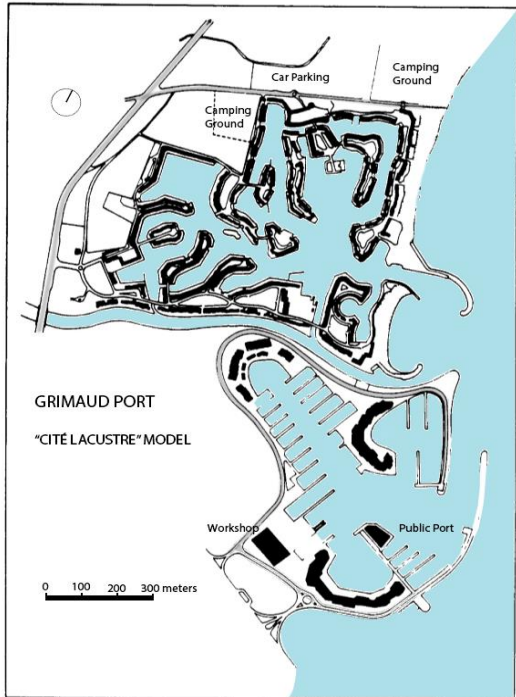 Car Parking
Camping
Ground
Camping
Ground
GRIMAUD PORT
"CITÉ LACUSTRE" MODEL
Workshop
Public Port
0 100 200 300 meters